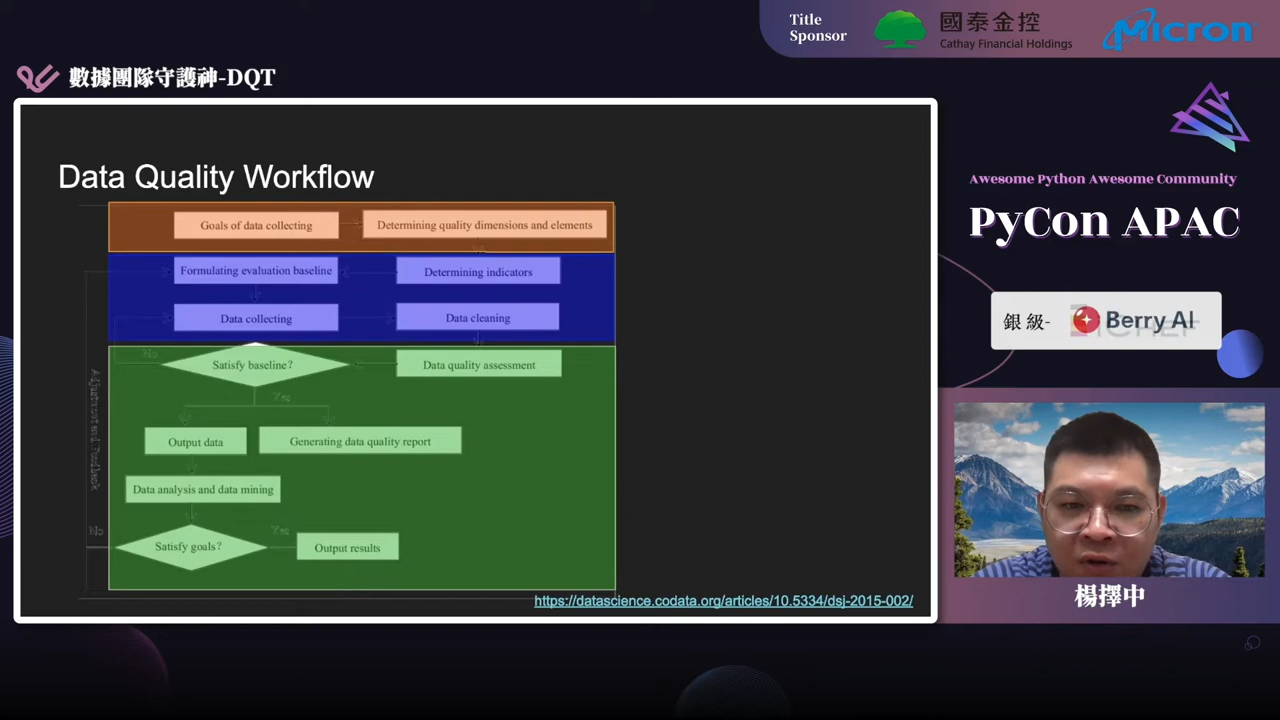 Title
Sponsor
國泰金控
Cathay Financial Holdings
Micron
數據團隊守護神-DQT
Data Quality Workflow
Goals of data collecting
Determining quality dimensions and elements
Formulating evaluation baseline
Determining indicators
Data collecting
Data cleaning
No
Satisfy baseline?
Data quality assessment
Yes
Output data
Generating data quality report
Data analysis and data mining
No
Satisfy goals?
Yes
Output results
Adjustment and Feedback
https://datascience.codata.org/articles/10.5334/dsj-2015-002/
Awesome Python Awesome Community
PyCon APAC
銀級-
Berry AI
楊擇中